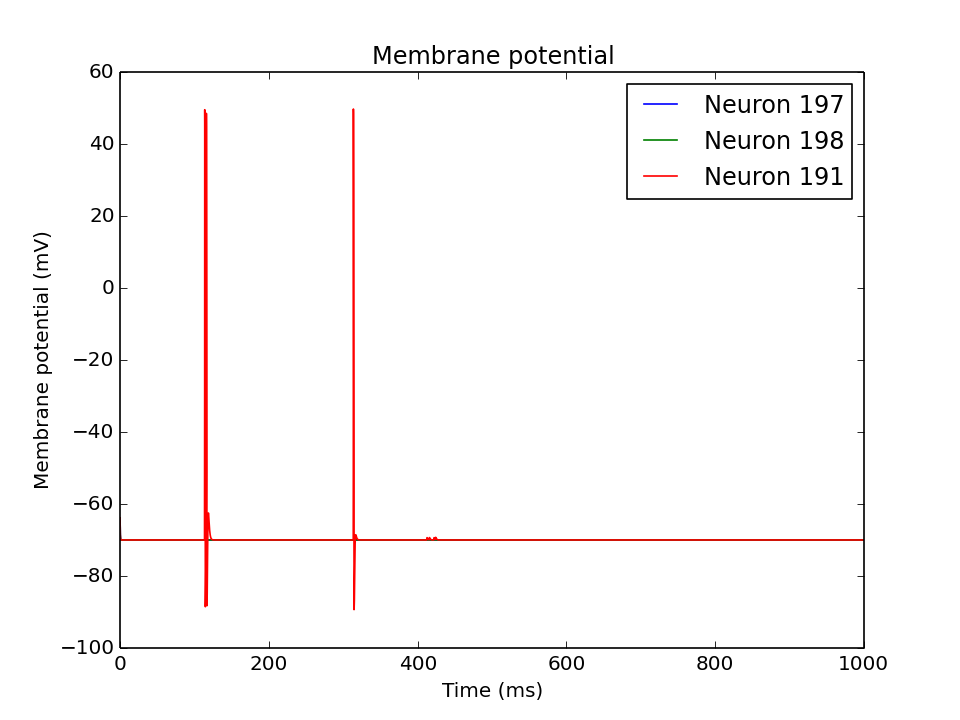 Membrane potential
Neuron 197
Neuron 198
Neuron 191
Membrane potential (mV)
60
40
20
0
−20
−40
−60
−80
−100
0 200 400 600 800 1000
Time (ms)